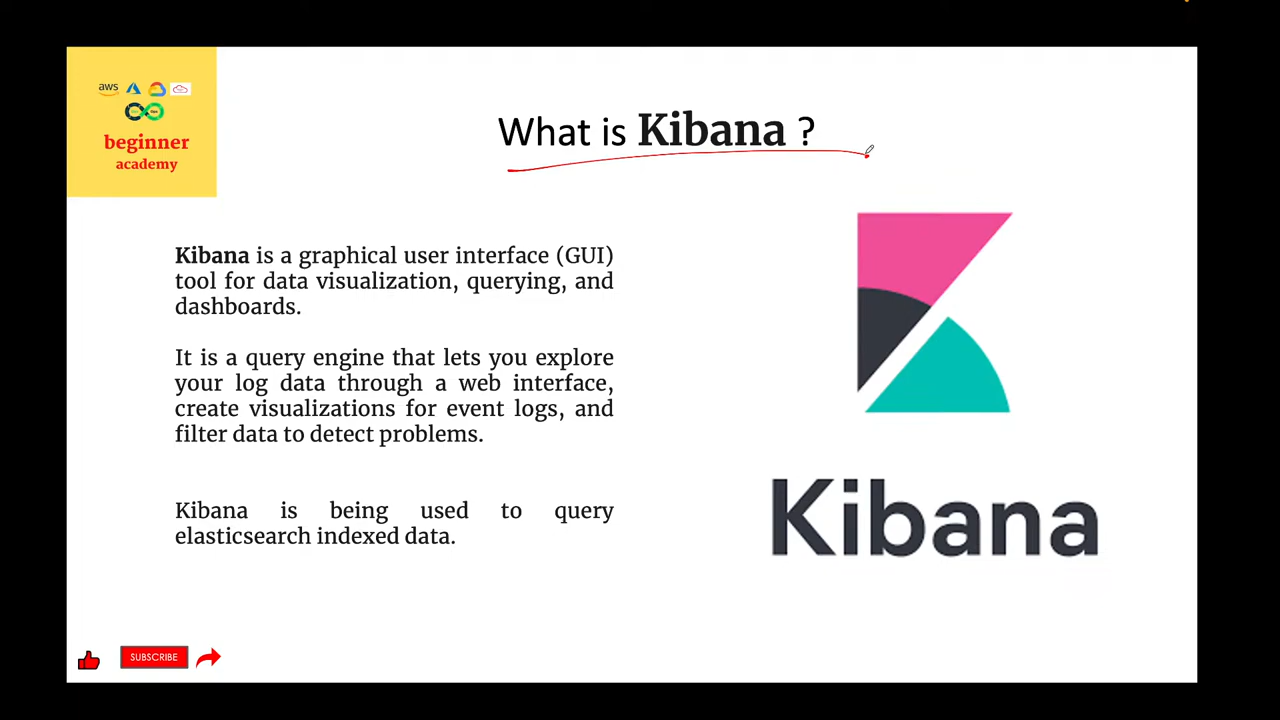 aws
beginner
academy
What is Kibana ?
Kibana is a graphical user interface (GUI)
tool for data visualization, querying, and
dashboards.
It is a query engine that lets you explore
your log data through a web interface,
create visualizations for event logs, and
filter data to detect problems.
Kibana is being used to query
elasticsearch indexed data.
Kibana
SUBSCRIBE